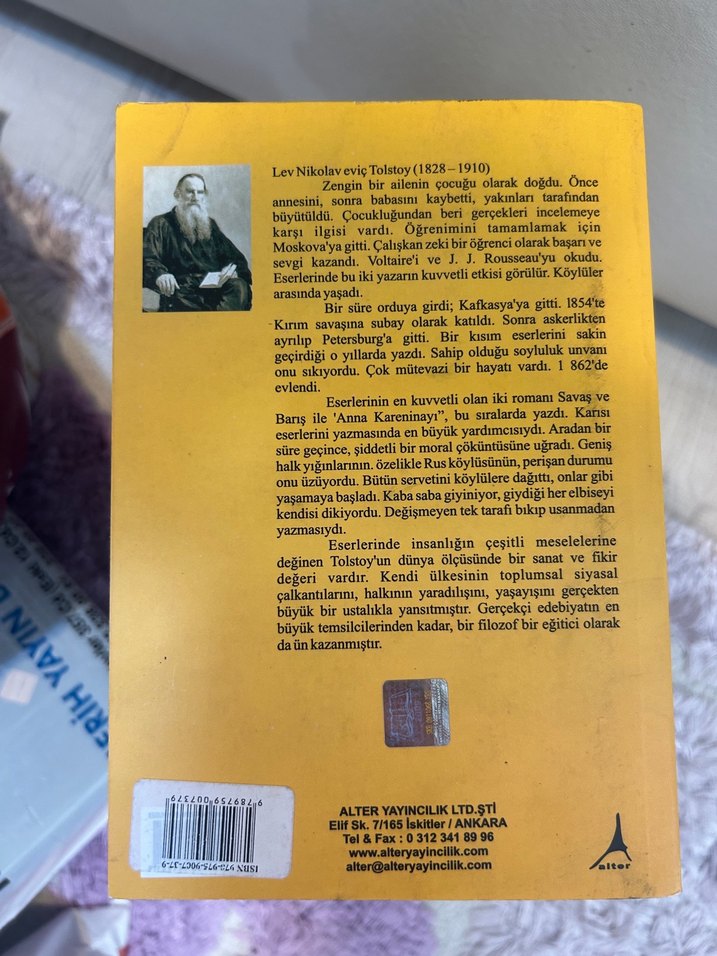 Lev Nikolav eviç Tolstoy (1828 – 1910)
Zengin bir ailenin çocuğu olarak doğdu. Önce
annesini, sonra babasını kaybetti, yakınları tarafından
büyütüldü. Çocukluğundan beri gerçekleri incelemeye
karşı ilgisi vardı. Öğrenimini tamamlamak için
Moskova'ya gitti. Çalışkan zeki bir öğrenci olarak başarı ve
sevgi kazandı. Voltaire'i ve J. J. Rousseau'yu okudu.
Eserlerinde bu iki yazarın kuvvetli etkisi görülür. Köylüler
arasında yaşadı.
Bir süre orduya girdi; Kafkasya'ya gitti. l854'te
Kırım savaşına subay olarak katıldı. Sonra askerlikten
ayrılıp Petersburg'a gitti. Bir kısım eserlerini sakin
geçirdiği o yıllarda yazdı. Sahip olduğu soyluluk unvanı
onu sıkıyordu. Çok mütevazi bir hayatı vardı. 1 862'de
evlendi.
Eserlerinin en kuvvetli olan iki romanı Savaş ve
Barış ile 'Anna Kareninayı”, bu sıralarda yazdı. Karısı
eserlerini yazmasında en büyük yardımcısıydı. Aradan bir
süre geçince, şiddetli bir moral çöküntüsüne uğradı. Geniş
halk yığınlarının. özelikle Rus köylüsünün, perişan durumu
onu üzüyordu. Bütün servetini köylülere dağıttı, onlar gibi
yaşamaya başladı. Kaba saba giyiniyor, giydiği her elbiseyi
kendisi dikiyordu. Değişmeyen tek tarafı bıkıp usanmadan
yazmasıydı.
Eserlerinde insanlığın çeşitli meselelerine
değinen Tolstoy'un dünya ölçüsünde bir sanat ve fikir
değeri vardır. Kendi ülkesinin toplumsal siyasal
çalkantılarını, halkının yaradılışını, yaşayışını gerçekten
büyük bir ustalıkla yansıtmıştır. Gerçekçi edebiyatın en
büyük temsilcilerinden kadar, bir filozof bir eğitici olarak
da ün kazanmıştır.
ALTER YAYINCILIK LTD.ŞTİ
Elif Sk. 7/165 İskitler / ANKARA
Tel & Fax : 0 312 341 89 96
www.alteryayincilik.com
alter@alteryayincilik.com
alter
ISBN 978-975-9007-37-9
9 789759 007379
YAYIN